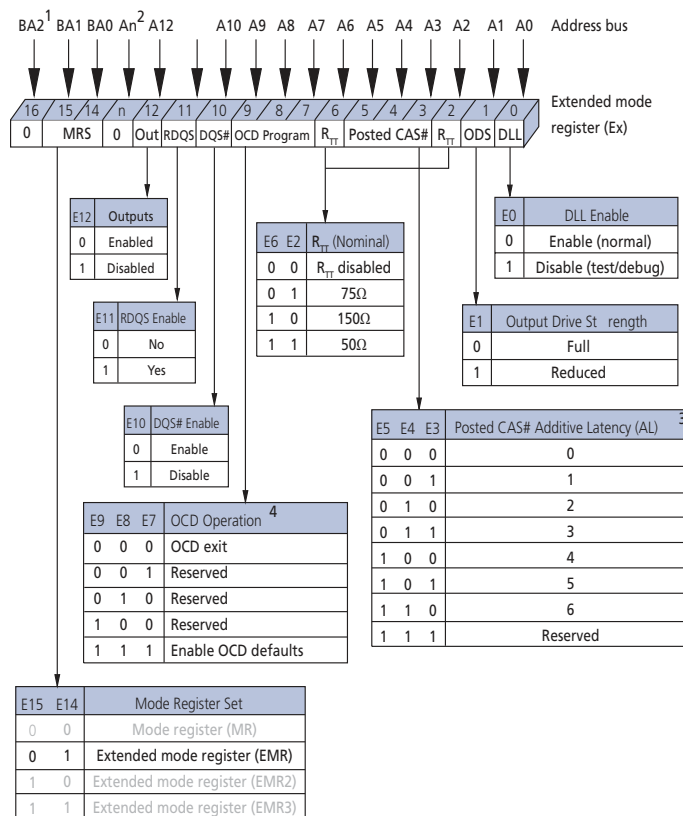 BA2 1 BA1 BA0 An 2 A12 A10 A9 A8 A7 A6 A5 A4 A3 A2 A1 A0 Address bus
16 15 14 n 12 11 10 9 8 7 6 5 4 3 2 1 0
Extended mode
register (Ex)
0 MRS 0 Out RDQS DQS# OCD Program RTT Posted CAS# RTT ODS DLL
E12 Outputs
0 Enabled
1 Disabled
E6 E2 RTT (Nominal)
0 0 RTT disabled
0 1 75Ω
1 0 150Ω
1 1 50Ω
E0 DLL Enable
0 Enable (normal)
1 Disable (test/debug)
E11 RDQS Enable
0 No
1 Yes
E1 Output Drive St rength
0 Full
1 Reduced
E10 DQS# Enable
0 Enable
1 Disable
E5 E4 E3 Posted CAS# Additive Latency (AL) 3
0 0 0 0
0 0 1 1
0 1 0 2
0 1 1 3
1 0 0 4
1 0 1 5
1 1 0 6
1 1 1 Reserved
E9 E8 E7 OCD Operation 4
0 0 0 OCD exit
0 0 1 Reserved
0 1 0 Reserved
1 0 0 Reserved
1 1 1 Enable OCD defaults
E15 E14 Mode Register Set
0 0 Mode register (MR)
0 1 Extended mode register (EMR)
1 0 Extended mode register (EMR2)
1 1 Extended mode register (EMR3)